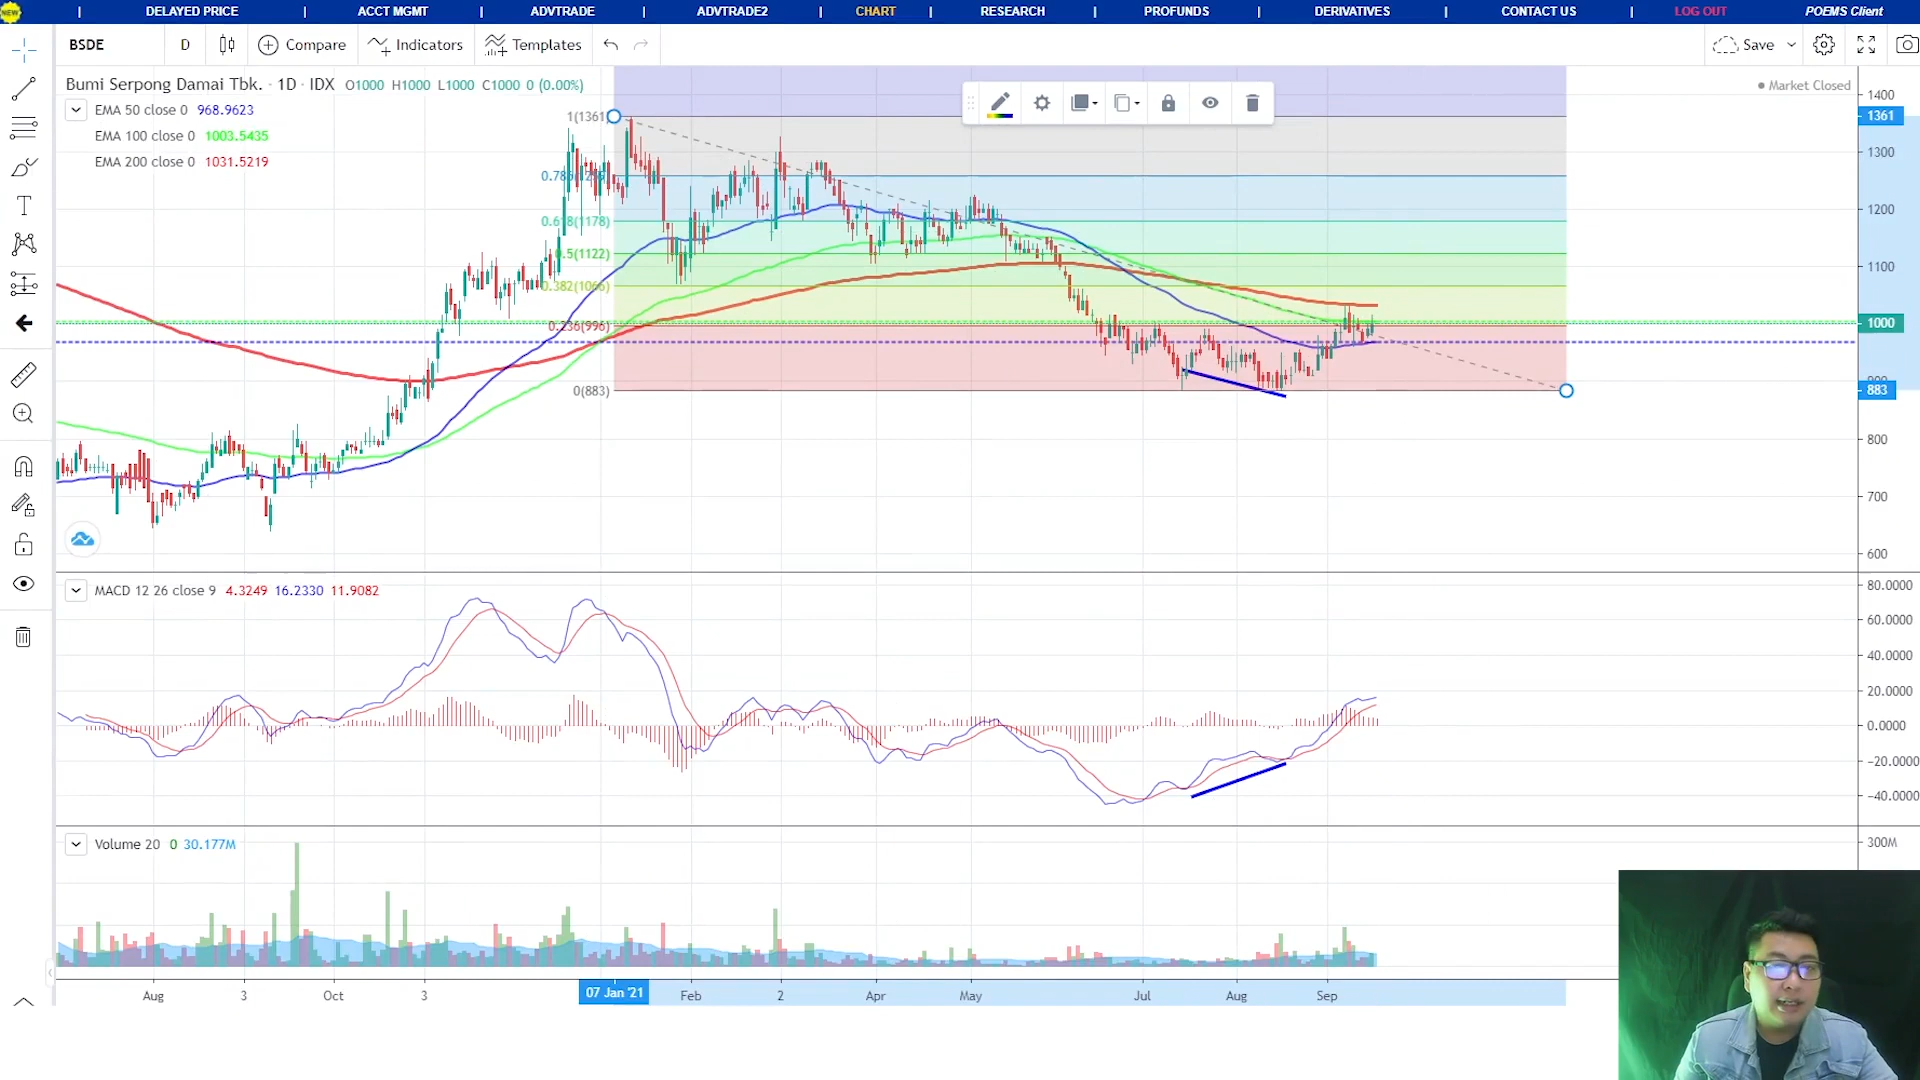 NEW | DELAYED PRICE | ACCT MGMT | ADVTRADE | ADVTRADE2 | CHART | RESEARCH | PROFUNDS | DERIVATIVES | CONTACT US | LOG OUT POEMS Client
BSDE D Compare Indicators Templates Save
Bumi Serpong Damai Tbk. · 1D · IDX O1000 H1000 L1000 C1000 0 (0.00%)
Market Closed
EMA 50 close 0 968.9623
EMA 100 close 0 1003.5435
EMA 200 close 0 1031.5219
1(1361)
0.618(1178)
0.5(1122)
0.382(1066)
0.236(996)
0(883)
1400
1361
1300
1200
1100
1000
883
800
700
600
MACD 12 26 close 9 4.3249 16.2330 11.9082
80.0000
60.0000
40.0000
20.0000
0.0000
−20.0000
−40.0000
Volume 20 0 30.177M
300M
Aug 3 Oct 3 07 Jan '21 Feb 2 Apr May Jul Aug Sep